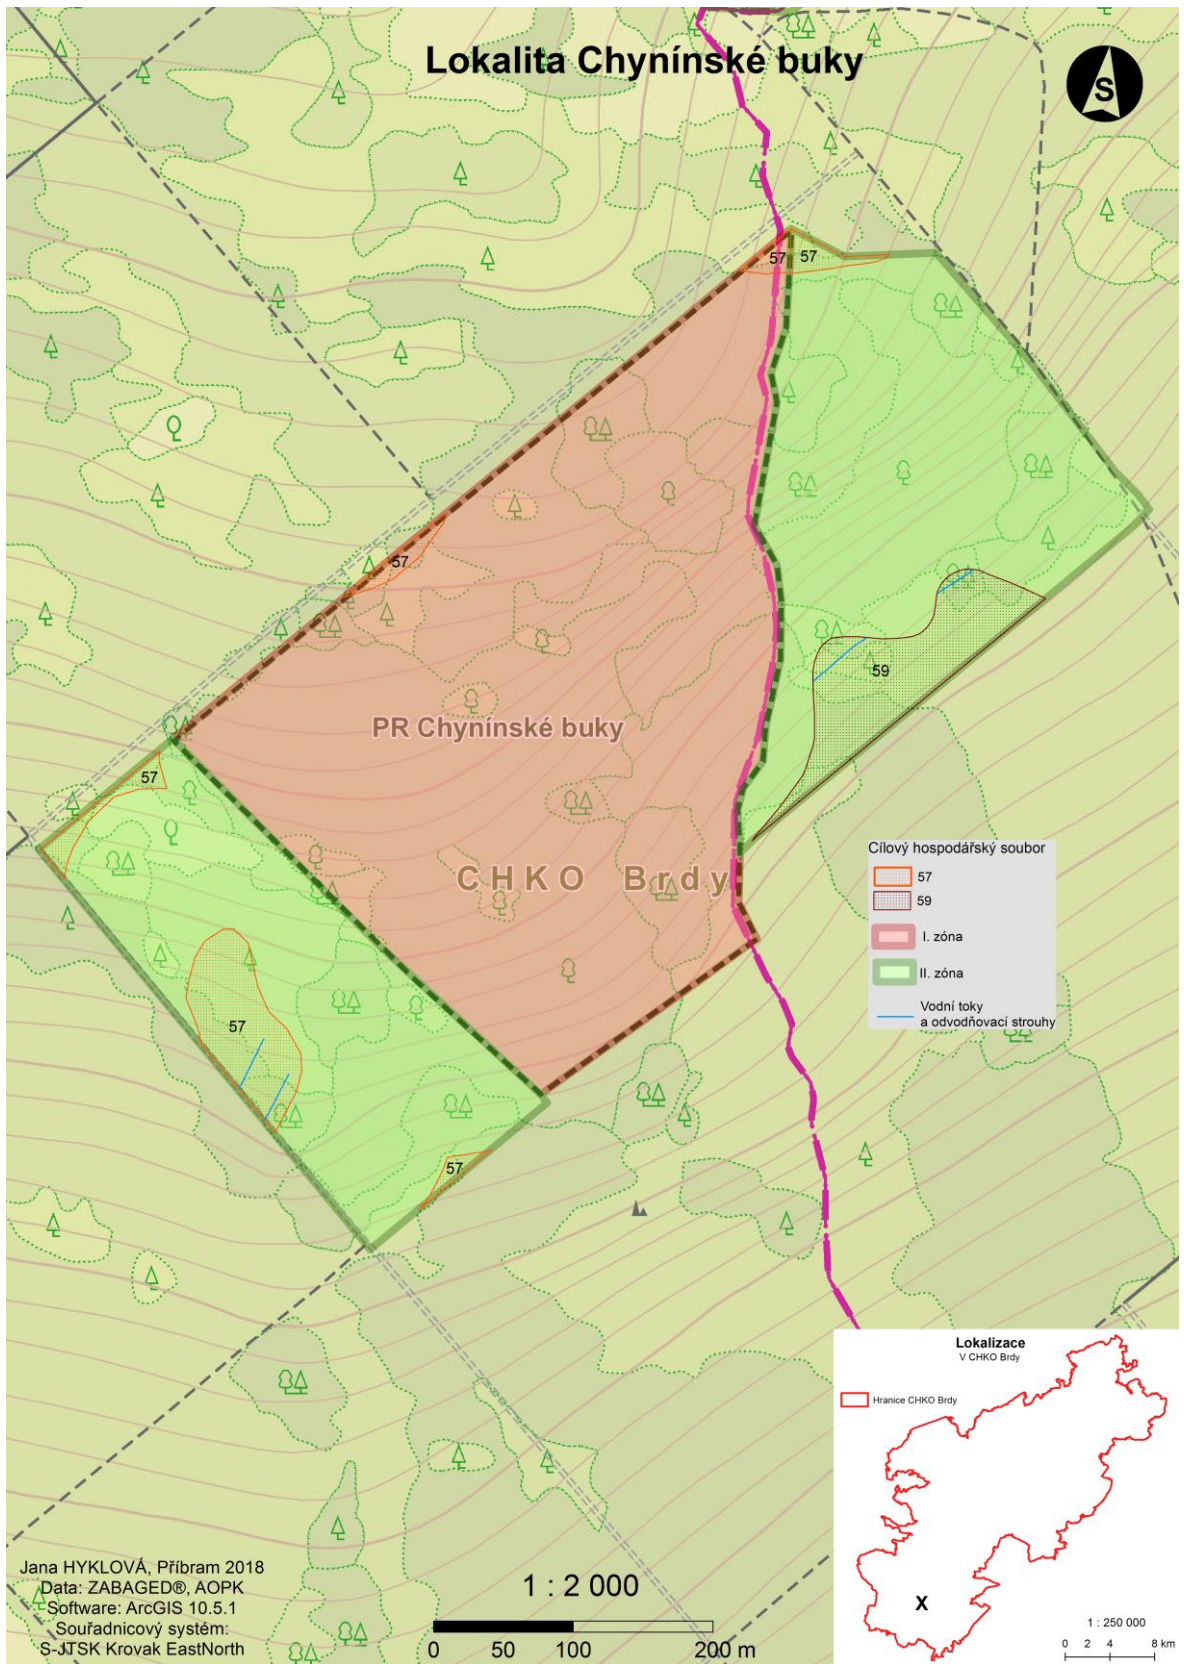 Lokalita Chynínské buky
S
57 57
57
59
PR Chynínské buky
57
CHKO Brdy
57
57
Cílový hospodářský soubor
57
59
I. zóna
II. zóna
Vodní toky
a odvodňovací strouhy
Lokalizace
V CHKO Brdy
Hranice CHKO Brdy
X
1 : 250 000
0 2 4 8 km
Jana HYKLOVÁ, Příbram 2018
Data: ZABAGED®, AOPK
Software: ArcGIS 10.5.1
Souřadnicový systém:
S-JTSK Krovak EastNorth
1 : 2 000
0 50 100 200 m